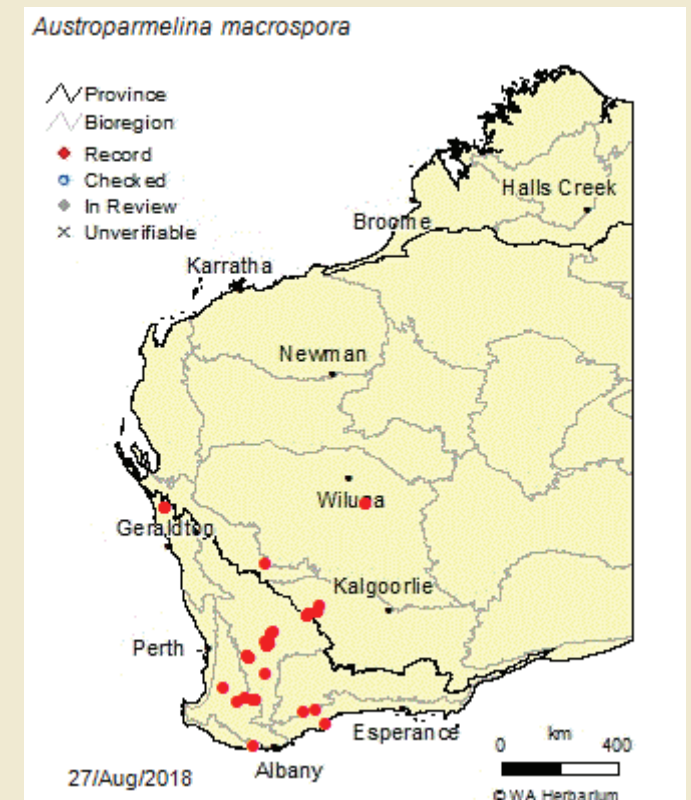 Austroparmelina macrospora
Province
Bioregion
Record
Checked
In Review
Unverifiable
Halls Creek
Broome
Karratha
Newman
Wiluna
Geraldton
Kalgoorlie
Perth
Esperance
Albany
0 km 400
27/Aug/2018
© WA Herbarium